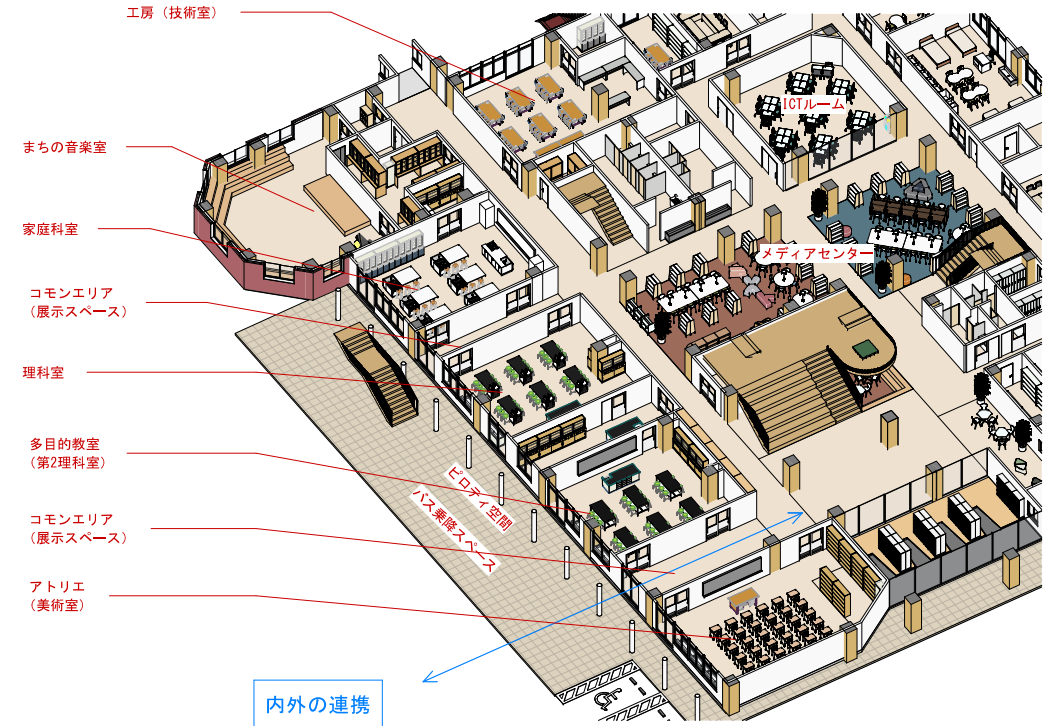 工房（技術室）
ICTルーム
まちの音楽室
家庭科室
メディアセンター
コモンエリア
（展示スペース）
理科室
多目的教室
（第2理科室）
ピロティ空間
バス乗降スペース
コモンエリア
（展示スペース）
アトリエ
（美術室）
内外の連携